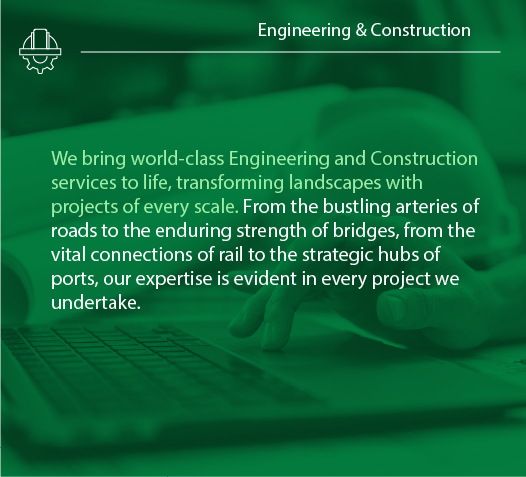 Engineering & Construction
We bring world-class Engineering and Construction
services to life, transforming landscapes with
projects of every scale. From the bustling arteries of
roads to the enduring strength of bridges, from the
vital connections of rail to the strategic hubs of
ports, our expertise is evident in every project we
undertake.